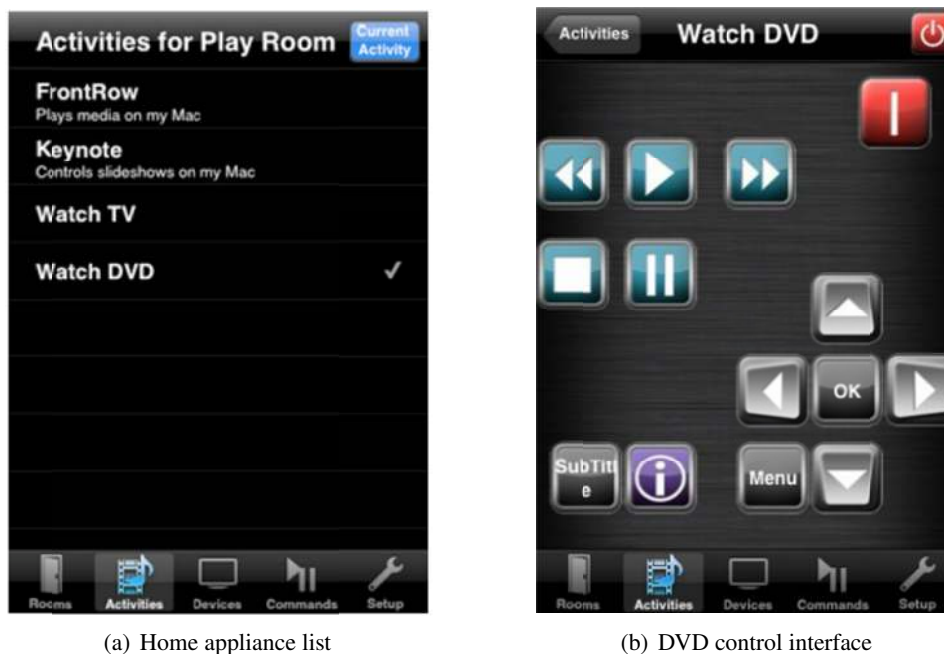 Activities for Play Room
Current
Activity
FrontRow
Plays media on my Mac
Keynote
Controls slideshows on my Mac
Watch TV
Watch DVD
Rooms
Activities
Devices
Commands
Setup
(a) Home appliance list
Activities
Watch DVD
OK
SubTitl
e
Menu
Rooms
Activities
Devices
Commands
Setup
(b) DVD control interface